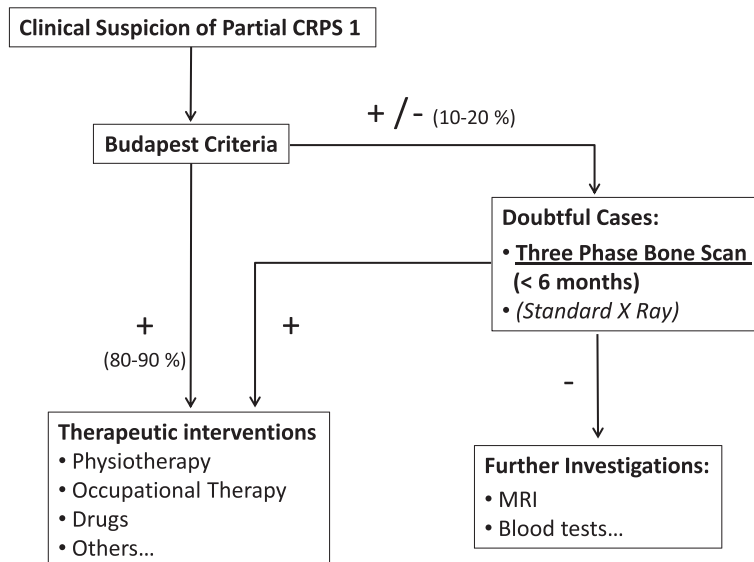 Clinical Suspicion of Partial CRPS 1
+ / - (10-20 %)
Budapest Criteria
Doubtful Cases:
• Three Phase Bone Scan
(< 6 months)
• (Standard X Ray)
+
(80-90 %)
+
-
Therapeutic interventions
• Physiotherapy
• Occupational Therapy
• Drugs
• Others...
Further Investigations:
• MRI
• Blood tests...